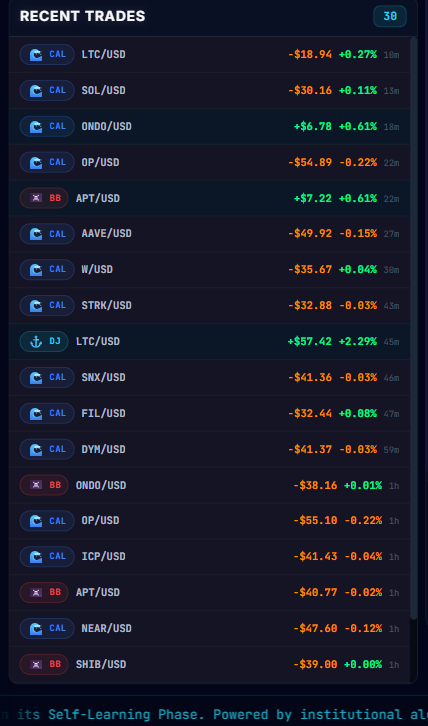 RECENT TRADES 30
CAL LTC/USD -$18.94 +0.27% 10m
CAL SOL/USD -$30.16 +0.11% 13m
CAL ONDO/USD +$6.78 +0.61% 18m
CAL OP/USD -$54.89 -0.22% 22m
BB APT/USD +$7.22 +0.61% 22m
CAL AAVE/USD -$49.92 -0.15% 27m
CAL W/USD -$35.67 +0.04% 30m
CAL STRK/USD -$32.88 -0.03% 43m
DJ LTC/USD +$57.42 +2.29% 45m
CAL SNX/USD -$41.36 -0.03% 46m
CAL FIL/USD -$32.44 +0.08% 47m
CAL DYM/USD -$41.37 -0.03% 59m
BB ONDO/USD -$38.16 +0.01% 1h
CAL OP/USD -$55.10 -0.22% 1h
CAL ICP/USD -$41.43 -0.04% 1h
BB APT/USD -$40.77 -0.02% 1h
CAL NEAR/USD -$47.60 -0.12% 1h
BB SHIB/USD -$39.00 +0.00% 1h
its Self-Learning Phase. Powered by institutional